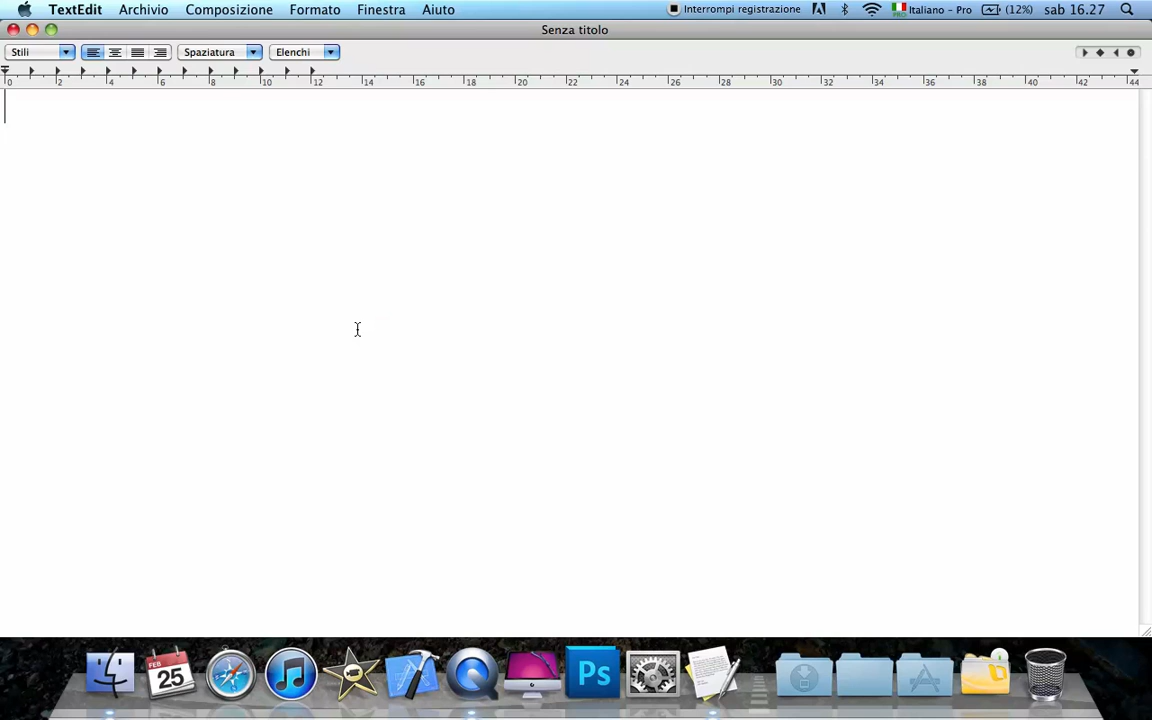 TextEdit Archivio Composizione Formato Finestra Aiuto Interrompi registrazione Italiano - Pro (12%) sab 16.27
Senza titolo
Stili Spaziatura Elenchi
0 2 4 6 8 10 12 14 16 18 20 22 24 26 28 30 32 34 36 38 40 42 44
FEB
25
Ps